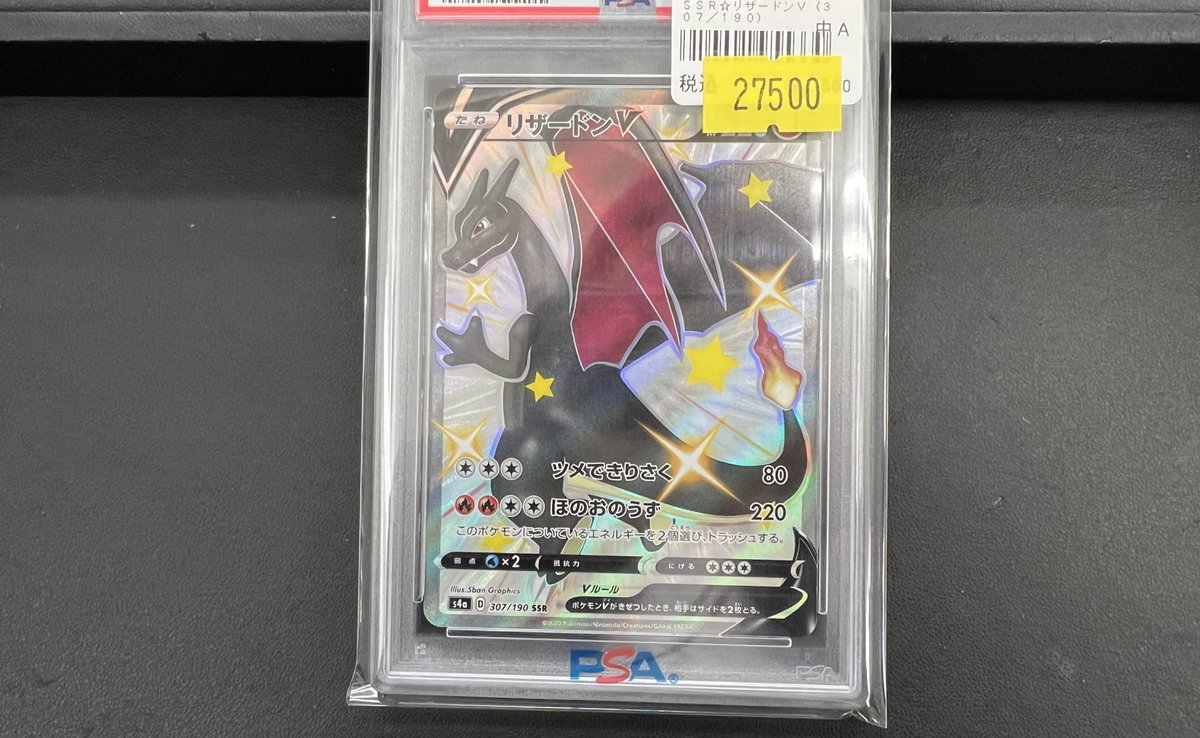 PSA
SSR☆リザードンV (3
07/190)
中A
税込
27500
たね
リザードンV
ツメできりさく 80
ほのおのうず 220
このポケモンについているエネルギーを2個選び、トラッシュする。
弱点 ×2 抵抗力 にげる
Illus. 5ban Graphics
Vルール
s4a D 307/190 SSR
ポケモンVがきぜつしたとき、相手はサイドを2枚とる。
©2020 Pokémon/Nintendo/Creatures/GAME FREAK
PSA
PSA